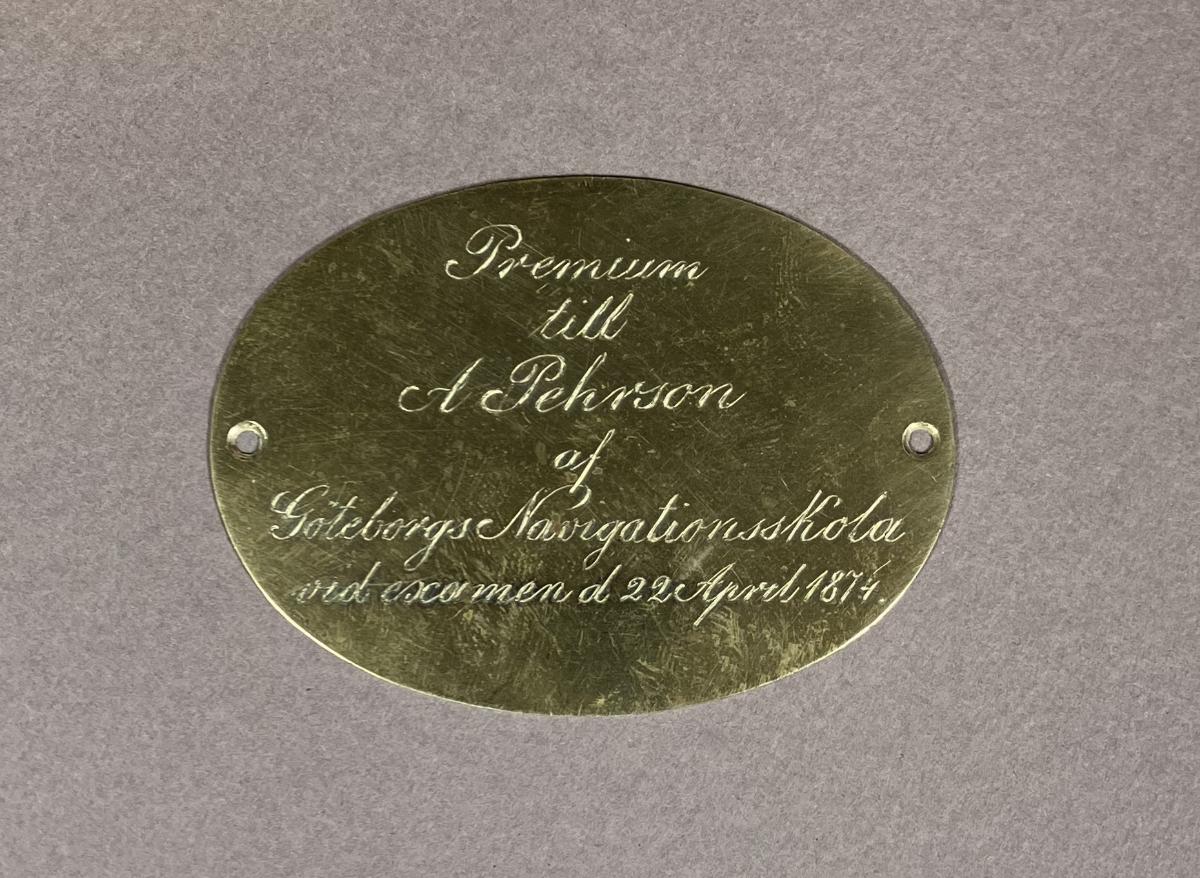 Premium
till
A Pehrson
af
Göteborgs Navigationsskola
vid examen d 22 April 1874.